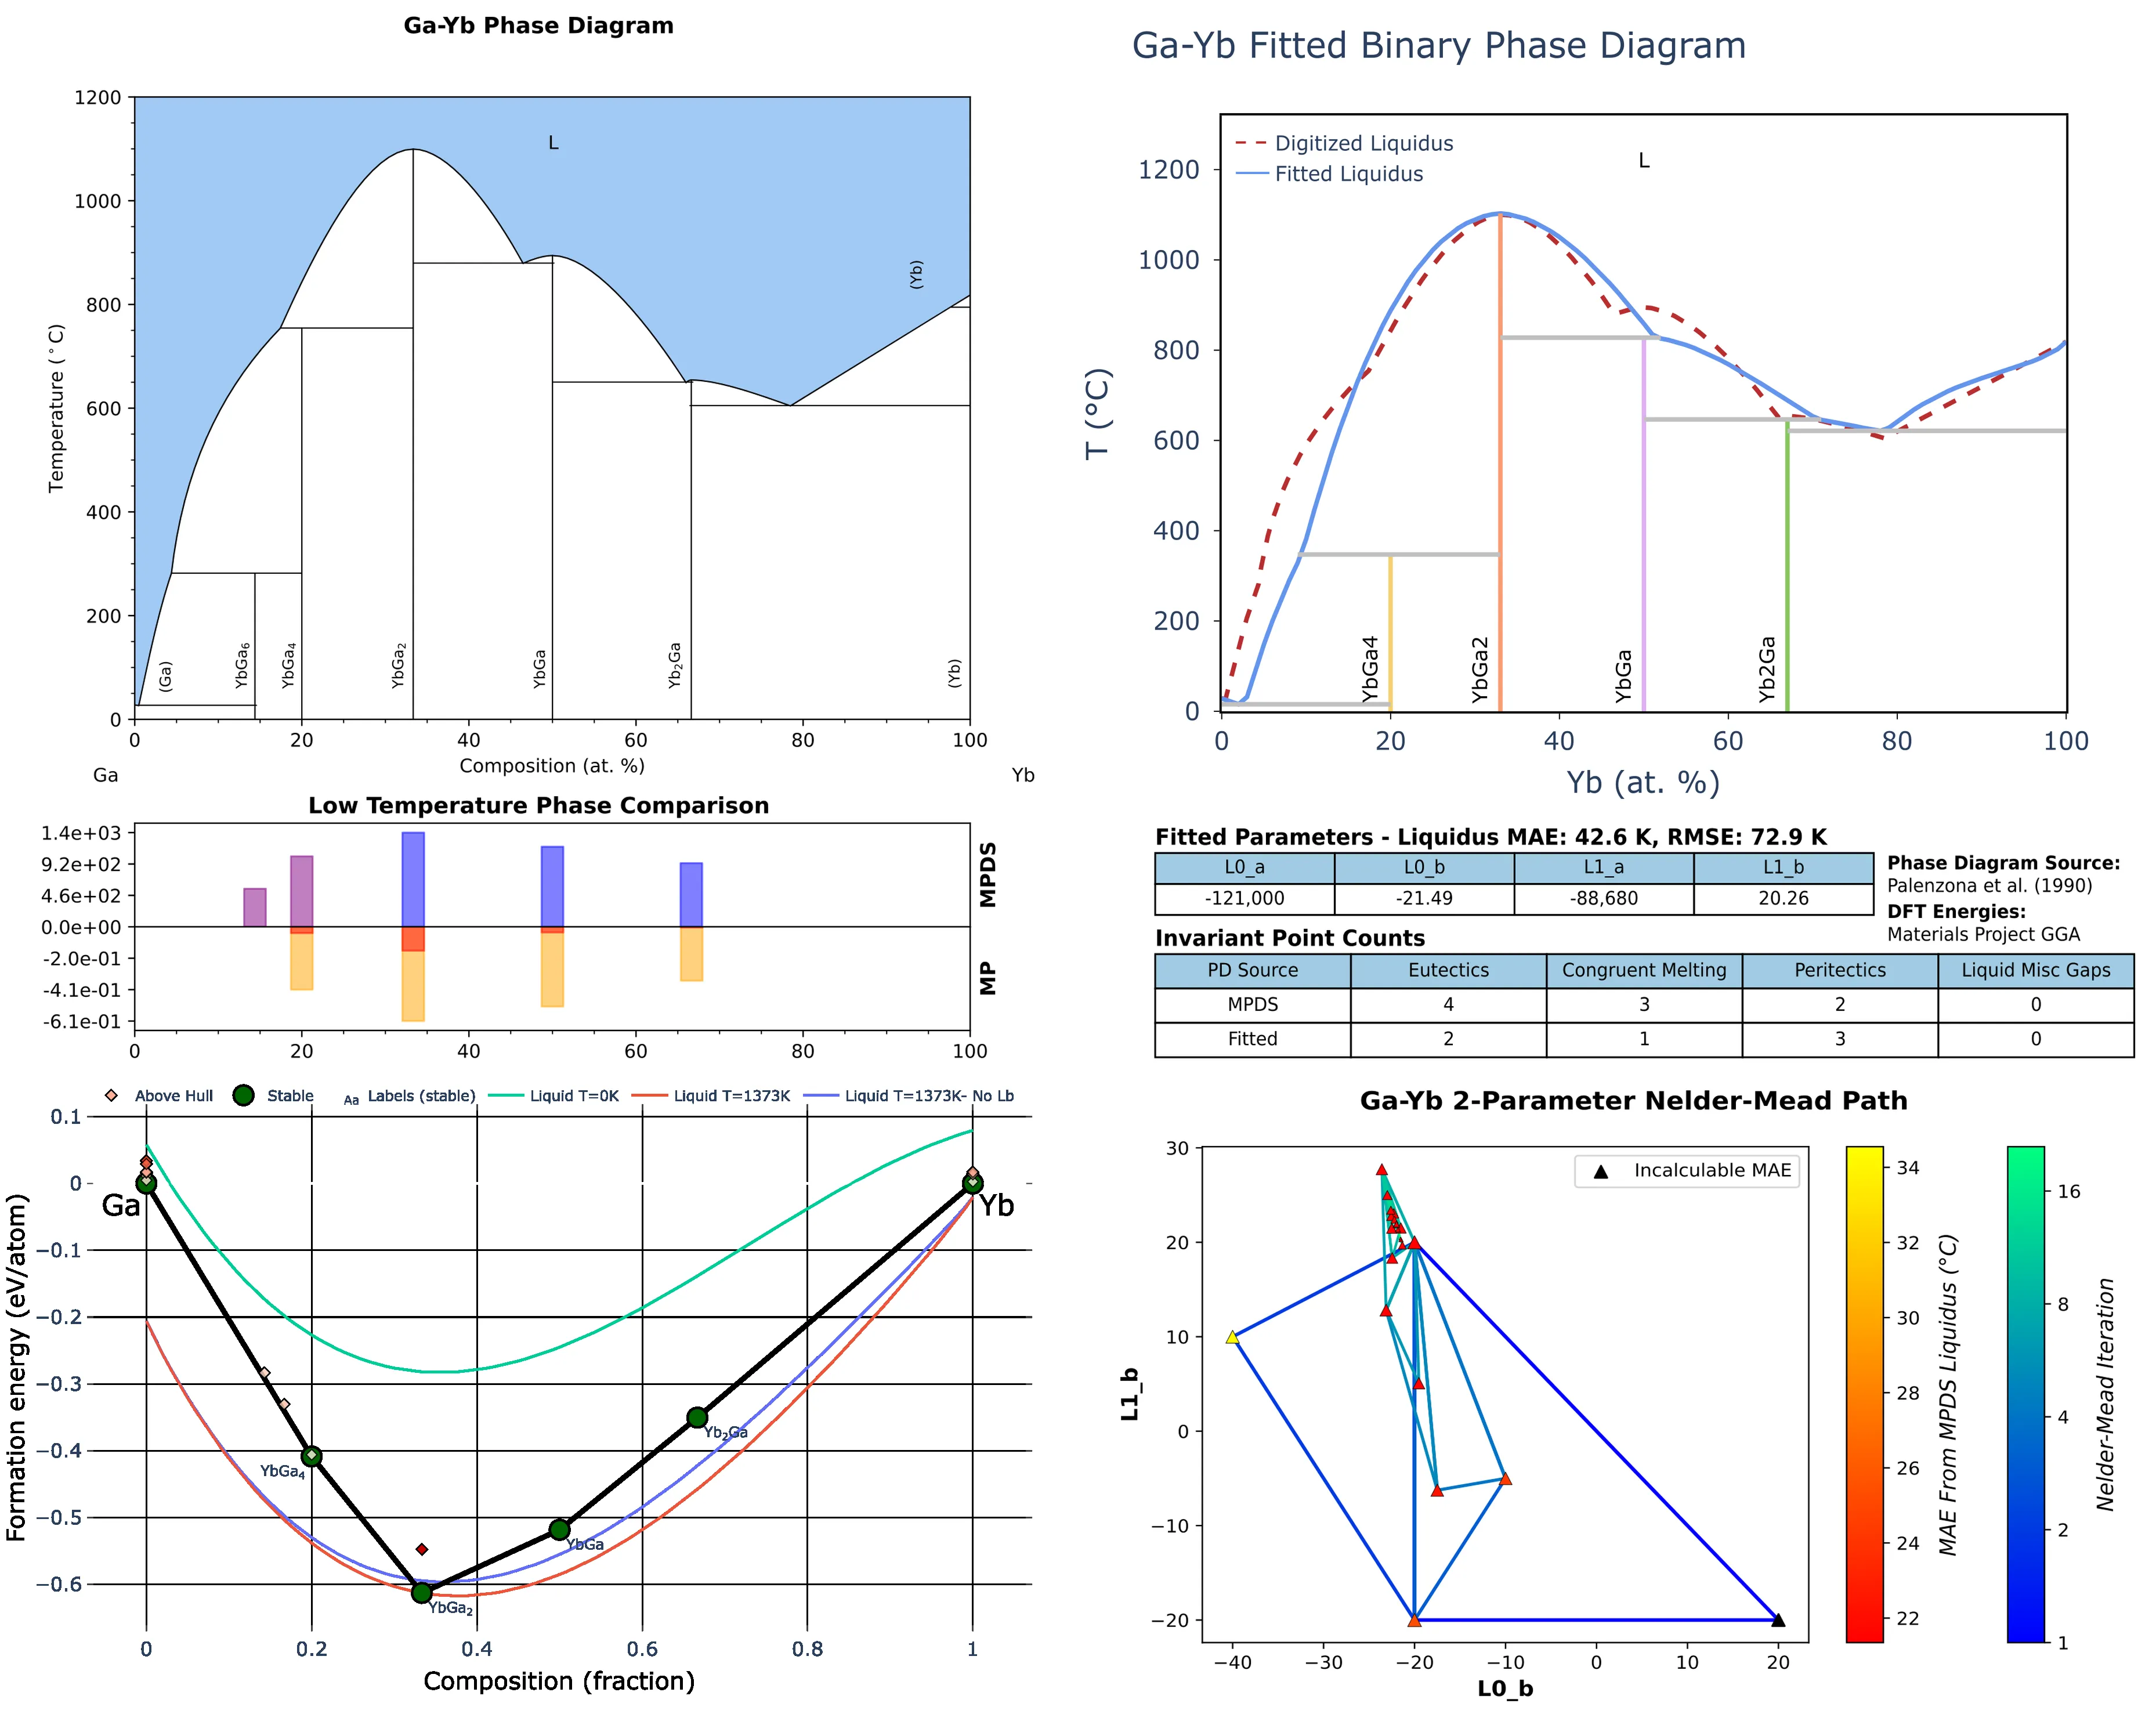 Ga-Yb Phase Diagram
1200
1000
800
600
400
200
0
Temperature (°C)
L
(Yb)
(Ga)
YbGa6
YbGa4
YbGa2
YbGa
Yb2Ga
(Yb)
0 20 40 60 80 100
Composition (at. %)
Ga Yb
Ga-Yb Fitted Binary Phase Diagram
Digitized Liquidus
Fitted Liquidus
L
1200
1000
800
600
400
200
0
T (°C)
YbGa4
YbGa2
YbGa
Yb2Ga
0 20 40 60 80 100
Yb (at. %)
Low Temperature Phase Comparison
1.4e+03
9.2e+02
4.6e+02
0.0e+00
-2.0e-01
-4.1e-01
-6.1e-01
MPDS
MP
0 20 40 60 80 100
Fitted Parameters - Liquidus MAE: 42.6 K, RMSE: 72.9 K
L0_a L0_b L1_a L1_b
-121,000 -21.49 -88,680 20.26
Phase Diagram Source:
Palenzona et al. (1990)
DFT Energies:
Materials Project GGA
Invariant Point Counts
PD Source Eutectics Congruent Melting Peritectics Liquid Misc Gaps
MPDS 4 3 2 0
Fitted 2 1 3 0
Above Hull Stable Aa Labels (stable) Liquid T=0K Liquid T=1373K Liquid T=1373K- No Lb
0.1
0
−0.1
−0.2
−0.3
−0.4
−0.5
−0.6
Formation energy (eV/atom)
Ga
Yb
YbGa4
YbGa2
YbGa
Yb2Ga
0 0.2 0.4 0.6 0.8 1
Composition (fraction)
Ga-Yb 2-Parameter Nelder-Mead Path
Incalculable MAE
30
20
10
0
−10
−20
L1_b
−40 −30 −20 −10 0 10 20
L0_b
34
32
30
28
26
24
22
MAE From MPDS Liquidus (°C)
16
8
4
2
1
Nelder-Mead Iteration